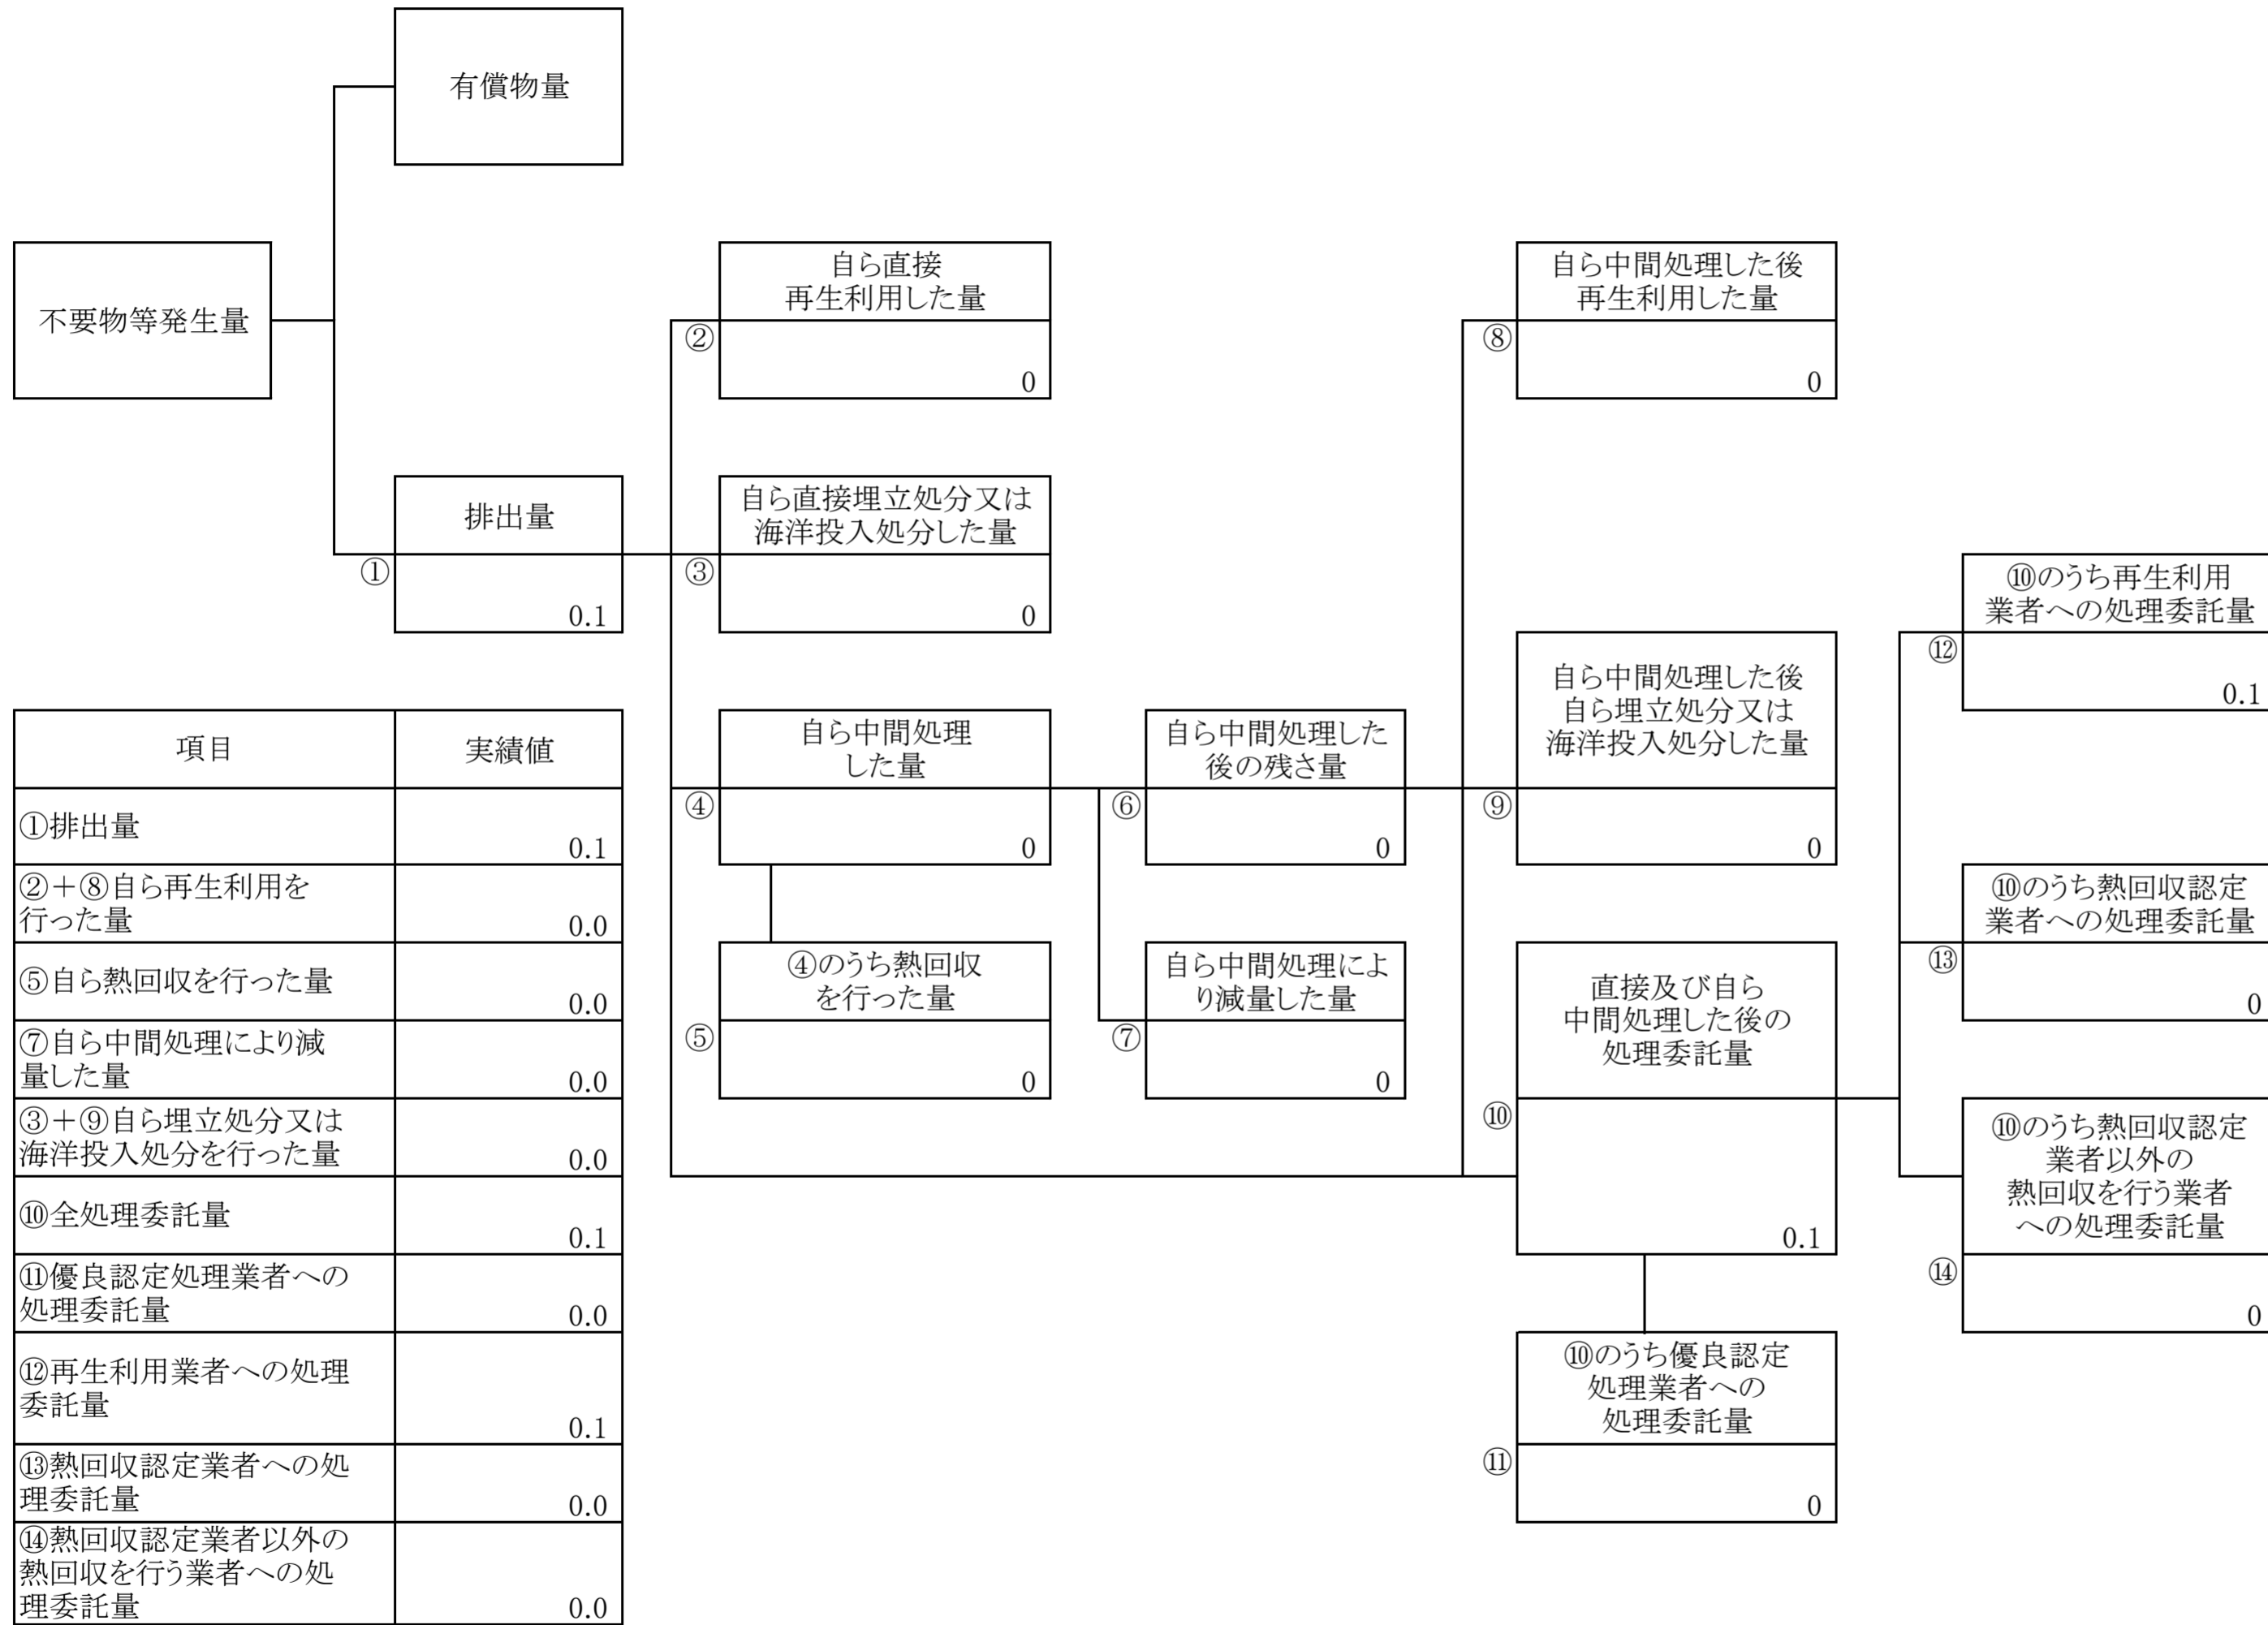 有償物量
不要物等発生量
自ら直接
再生利用した量
②
0
自ら中間処理した後
再生利用した量
⑧
0
排出量
①
0.1
自ら直接埋立処分又は
海洋投入処分した量
③
0
⑩のうち再生利用
業者への処理委託量
⑫
0.1
自ら中間処理した後
自ら埋立処分又は
海洋投入処分した量
⑨
0
自ら中間処理
した量
④
0
自ら中間処理した
後の残さ量
⑥
0
⑩のうち熱回収認定
業者への処理委託量
⑬
0
④のうち熱回収
を行った量
⑤
0
自ら中間処理によ
り減量した量
⑦
0
直接及び自ら
中間処理した後の
処理委託量
⑩
0.1
⑩のうち熱回収認定
業者以外の
熱回収を行う業者
への処理委託量
⑭
0
⑩のうち優良認定
処理業者への
処理委託量
⑪
0
項目
実績値
①排出量
0.1
②＋⑧自ら再生利用を
行った量
0.0
⑤自ら熱回収を行った量
0.0
⑦自ら中間処理により減
量した量
0.0
③＋⑨自ら埋立処分又は
海洋投入処分を行った量
0.0
⑩全処理委託量
0.1
⑪優良認定処理業者への
処理委託量
0.0
⑫再生利用業者への処理
委託量
0.1
⑬熱回収認定業者への処
理委託量
0.0
⑭熱回収認定業者以外の
熱回収を行う業者への処
理委託量
0.0